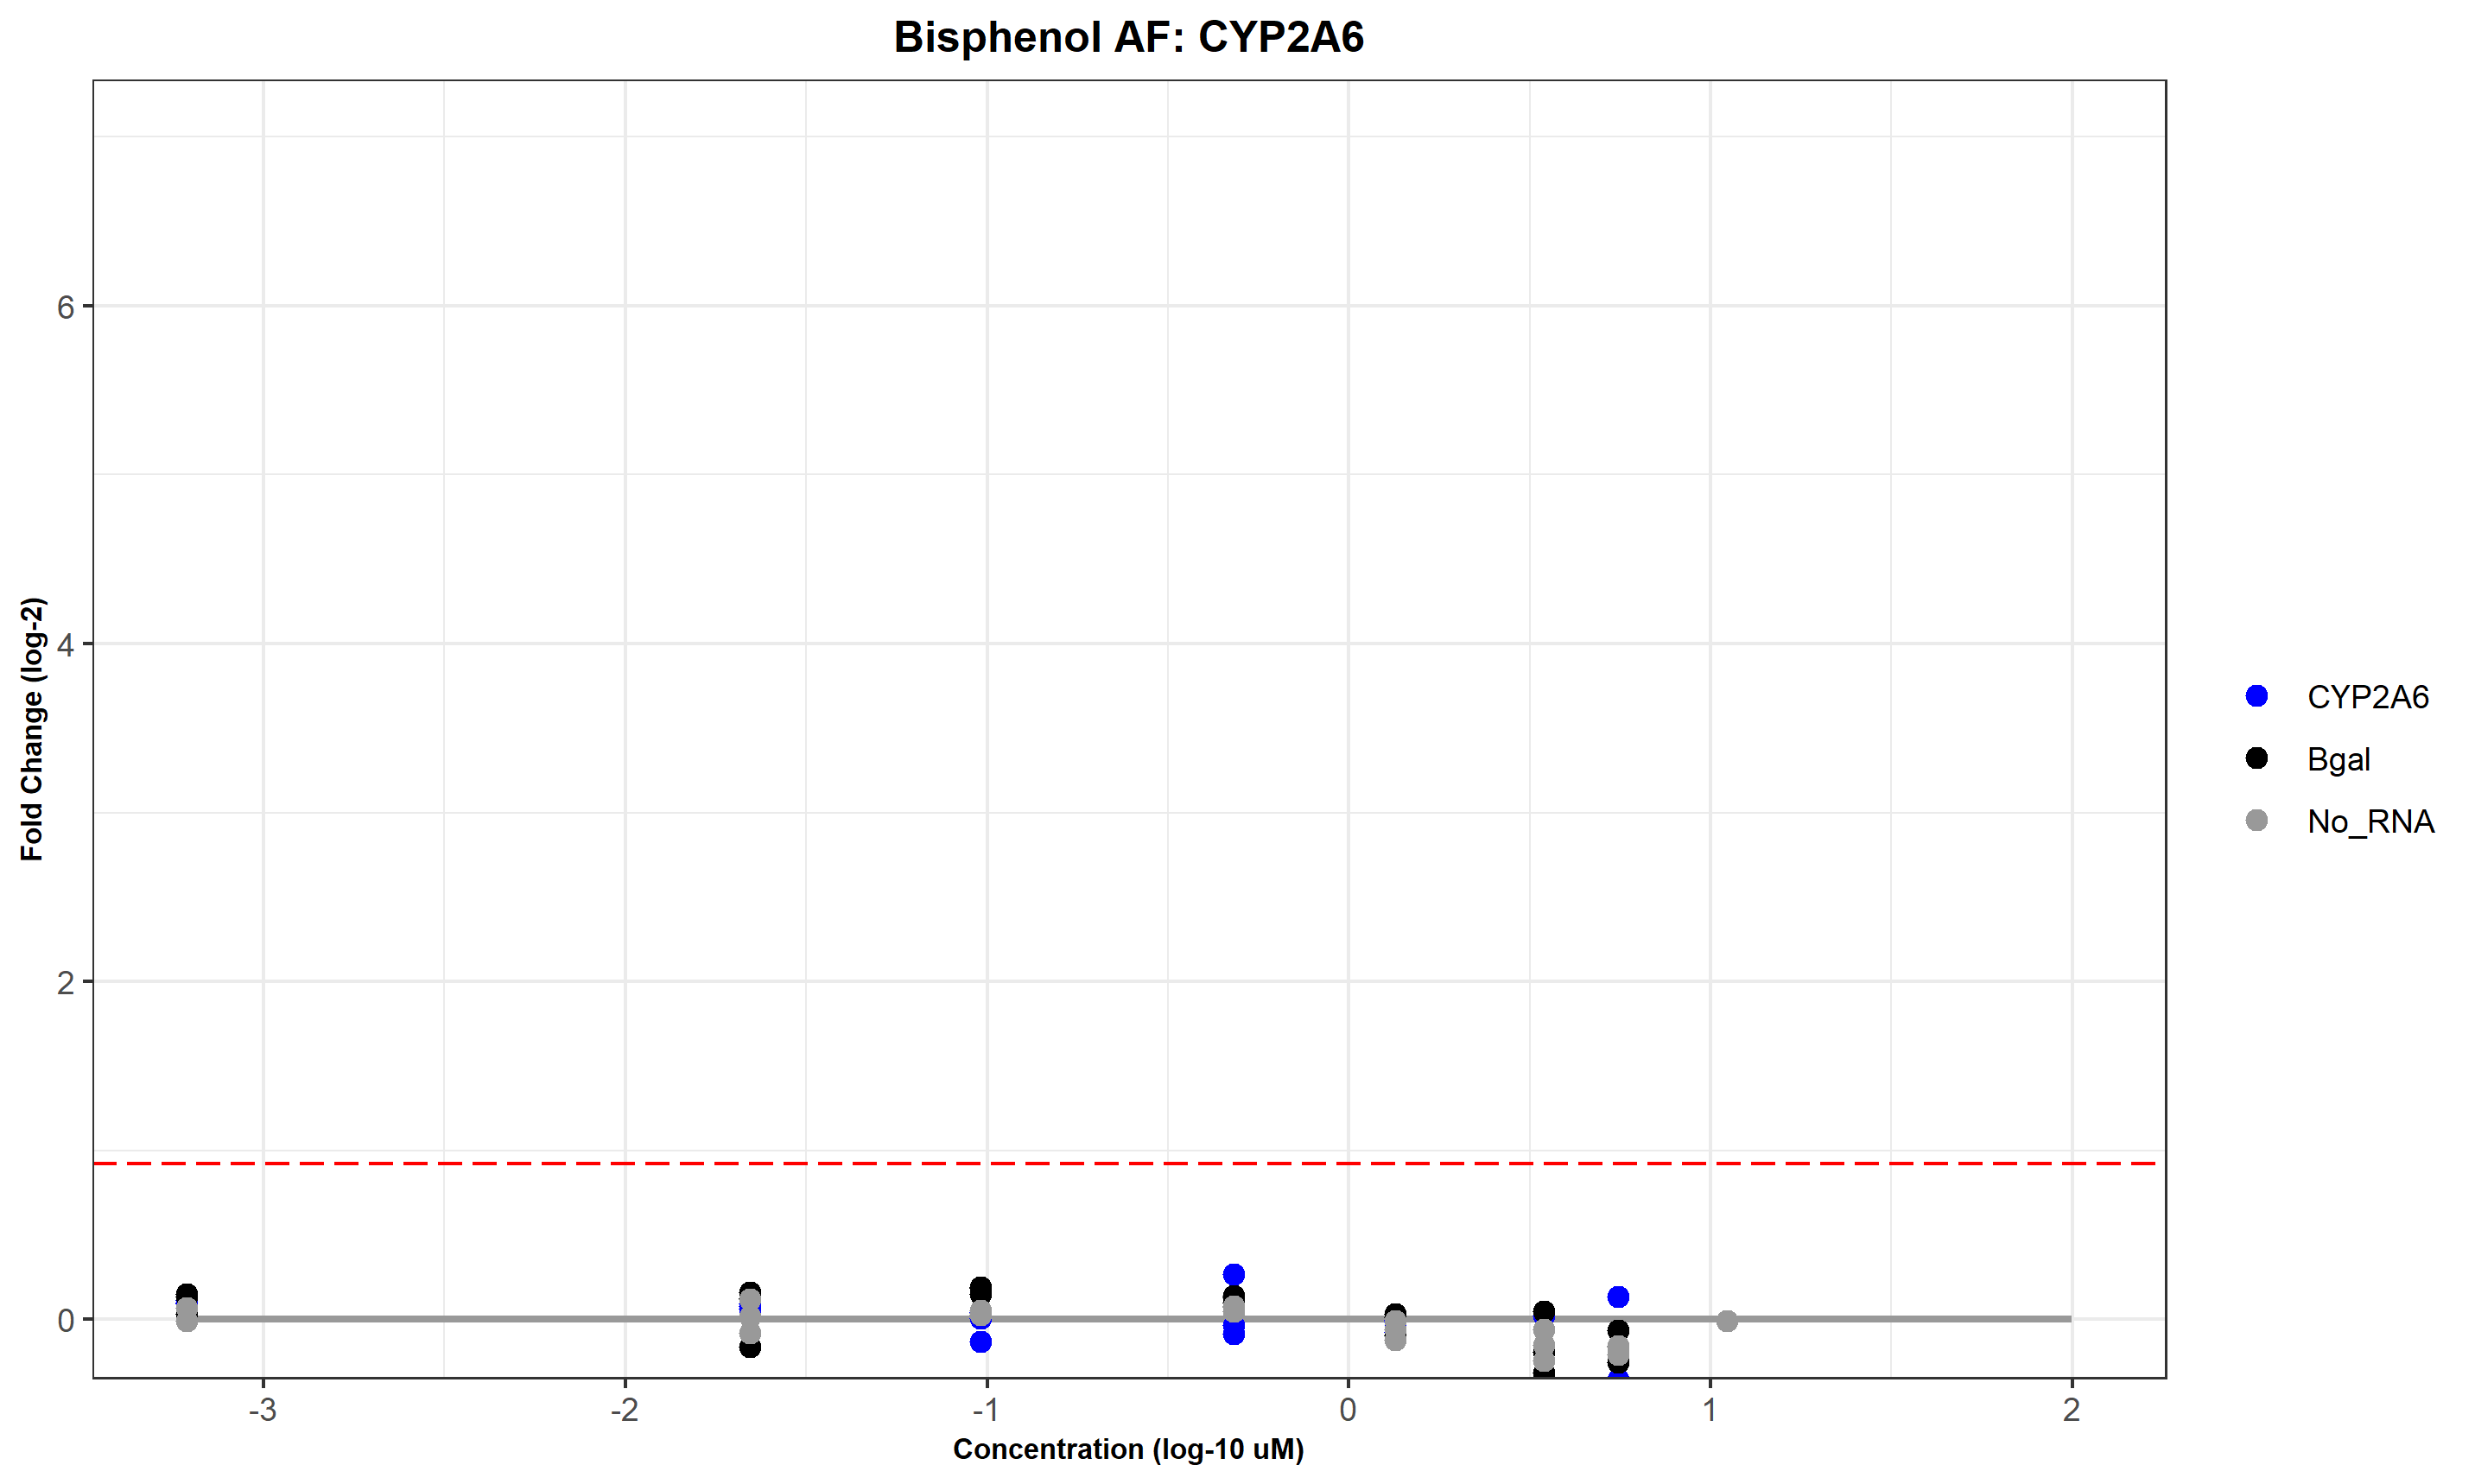 Bisphenol AF: CYP2A6
Fold Change (log-2)
6
4
2
0
-3
-2
-1
0
1
2
Concentration (log-10 uM)
CYP2A6
Bgal
No_RNA